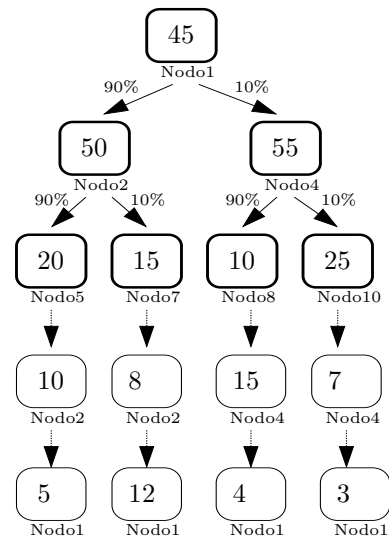 45
Nodo1
90% 10%
50 55
Nodo2 Nodo4
90% 10% 90% 10%
20 15 10 25
Nodo5 Nodo7 Nodo8 Nodo10
10 8 15 7
Nodo2 Nodo2 Nodo4 Nodo4
5 12 4 3
Nodo1 Nodo1 Nodo1 Nodo1